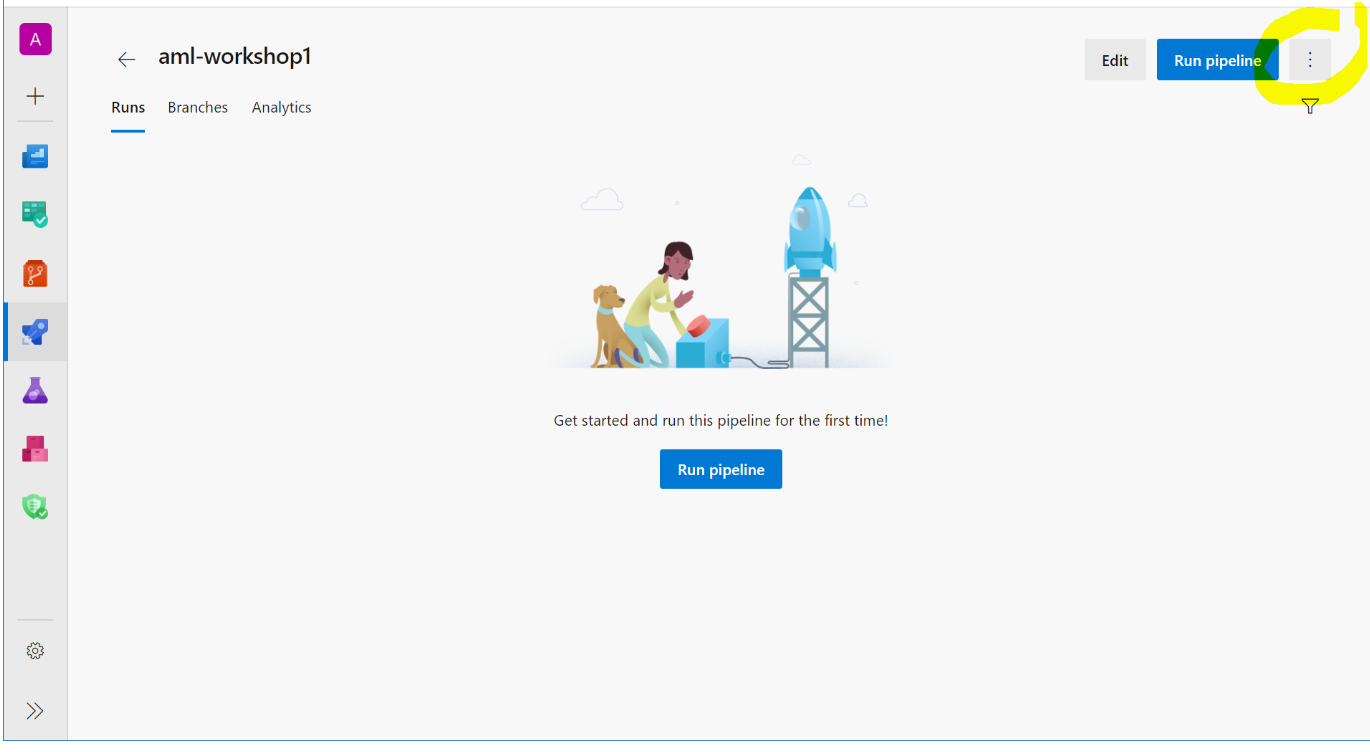 A
aml-workshop1
Edit
Run pipeline
Runs
Branches
Analytics
Get started and run this pipeline for the first time!
Run pipeline